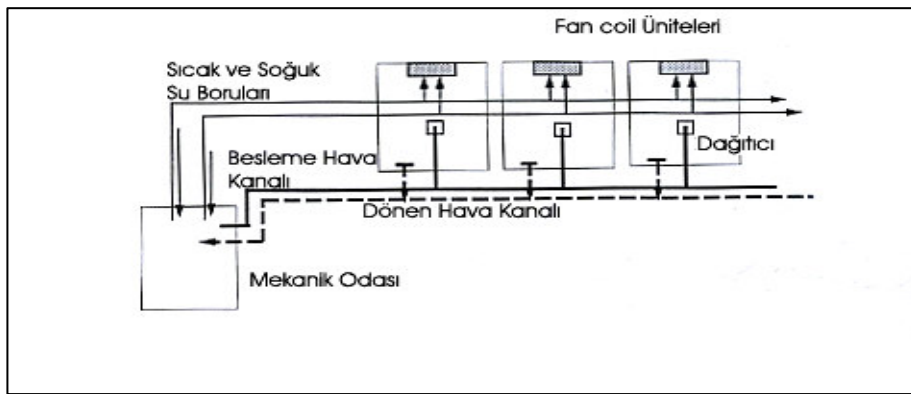 Fan coil Üniteleri
Sıcak ve Soğuk
Su Boruları
Dağıtıcı
Besleme Hava
Kanalı
Dönen Hava Kanalı
Mekanik Odası